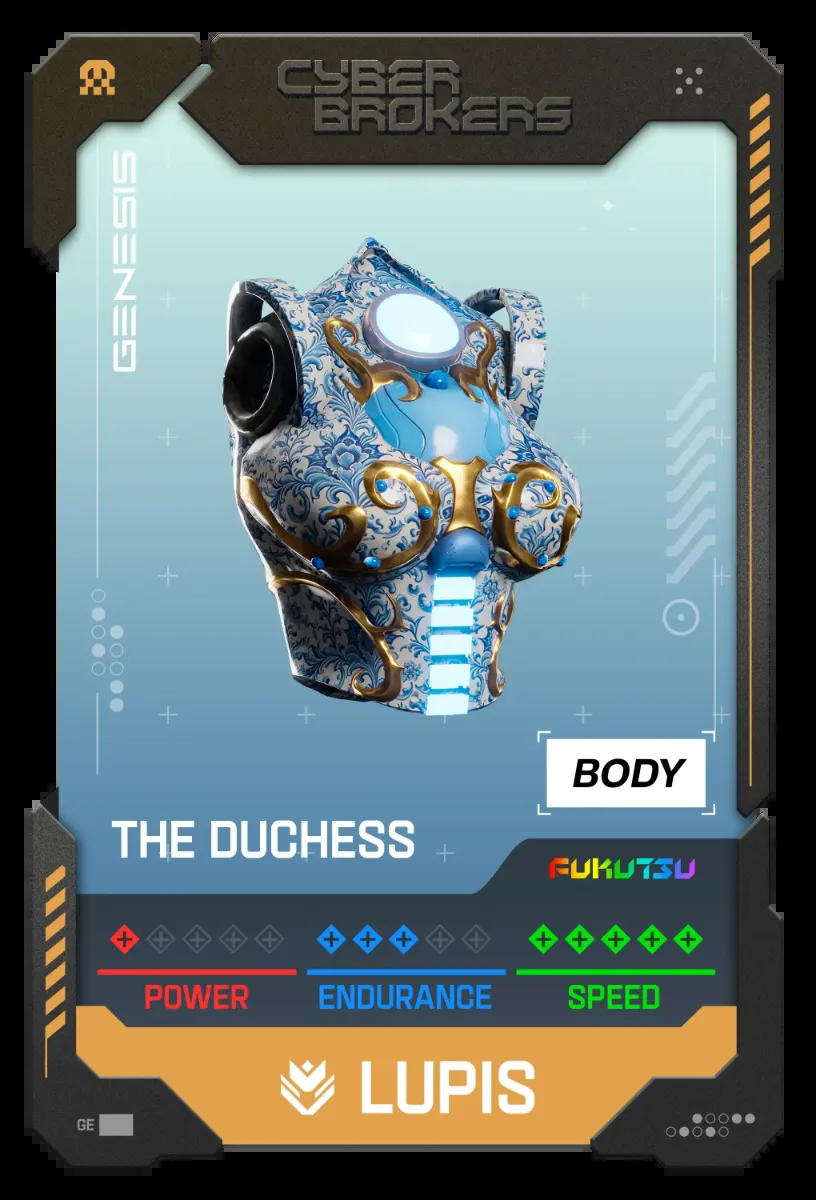 CYBER
BROKERS
GENESIS
BODY
THE DUCHESS
FUKUTSU
POWER
ENDURANCE
SPEED
LUPIS
GE